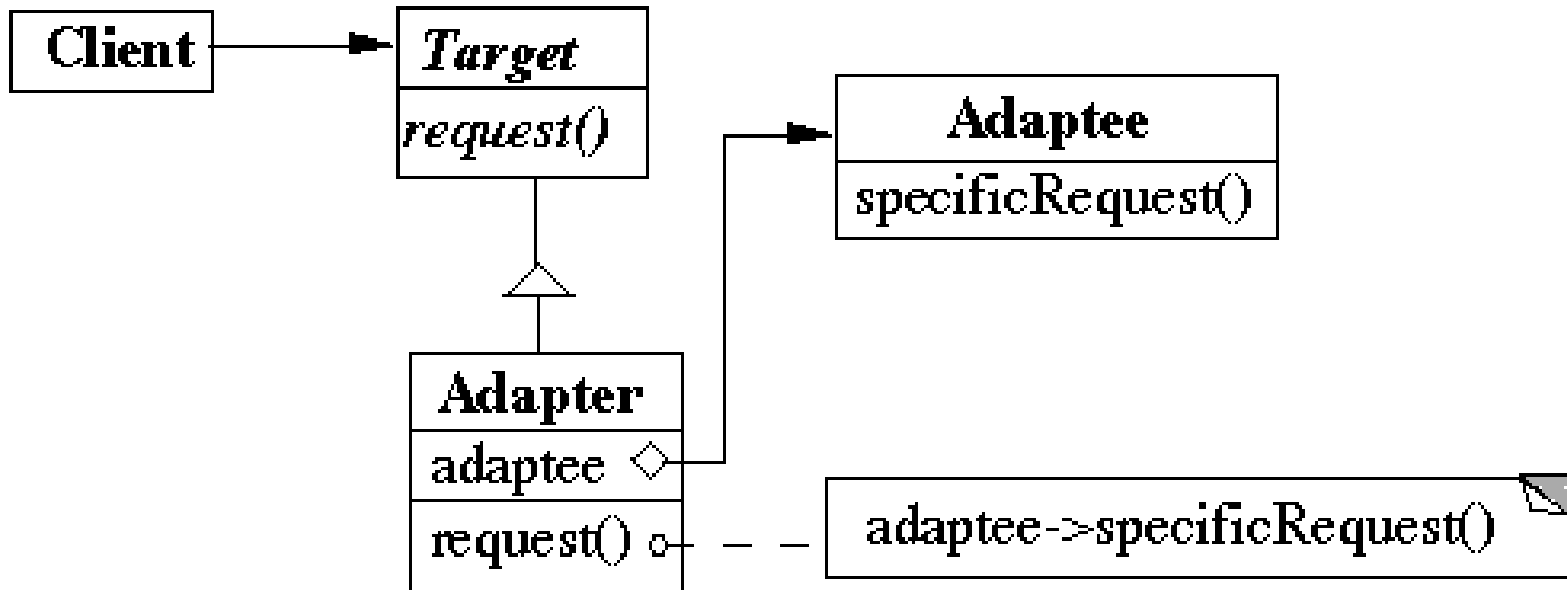 Client
Target
request()
Adaptee
specificRequest()
Adapter
adaptee
request()
adaptee->specificRequest()